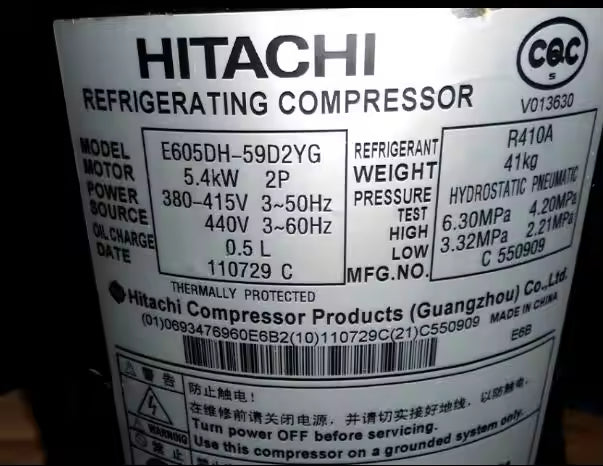 HITACHI
REFRIGERATING COMPRESSOR
CQC
S
V013630
MODEL E605DH-59D2YG
MOTOR 5.4kW 2P
POWER 380-415V 3~50Hz
SOURCE 440V 3~60Hz
OIL CHARGE 0.5 L
DATE 110729 C
REFRIGERANT R410A
WEIGHT 41kg
PRESSURE HYDROSTATIC PNEUMATIC
TEST
HIGH 6.30MPa 4.20MPa
LOW 3.32MPa 2.21MPa
MFG.NO. C 550909
THERMALLY PROTECTED
Hitachi Compressor Products (Guangzhou) Co.,Ltd.
(01)0693476960E6B2(10)110729C(21)C550909 MADE IN CHINA
E6B
警告
WARNING
禁止
防止触电!
在维修前请关闭电源，并请切实接好地线，以防触电.
Turn power OFF before servicing.
Use this compressor on a grounded system only.